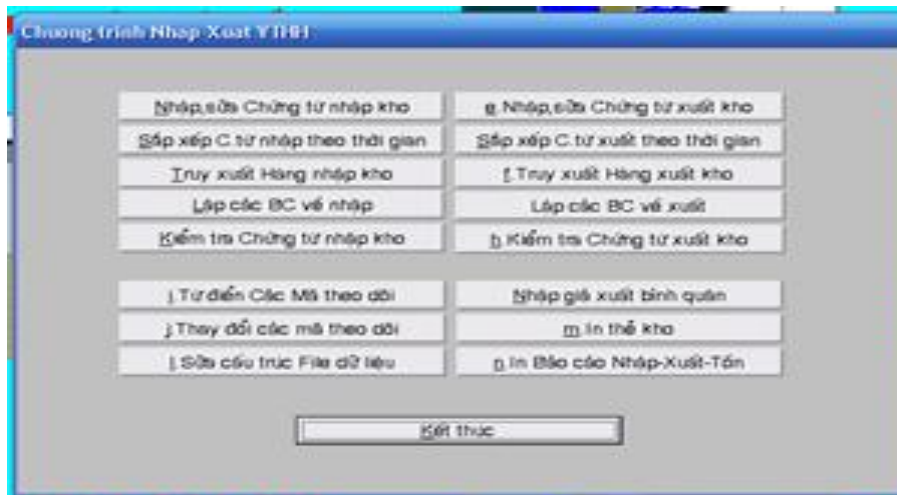 Chuong trinh Nhap Xuat YTHH
Nhập,sửa Chứng từ nhập kho
e.Nhập,sửa Chứng từ xuất kho
Sắp xếp C.từ nhập theo thời gian
Sắp xếp C.từ xuất theo thời gian
Truy xuất Hàng nhập kho
f.Truy xuất Hàng xuất kho
Lập các BC về nhập
Lập các BC về xuất
Kiểm tra Chứng từ nhập kho
h.Kiểm tra Chứng từ xuất kho
i.Từ điển Các Mã theo dõi
Nhập giá xuất bình quân
j.Thay đổi các mã theo dõi
m.In thẻ kho
l.Sửa cấu trúc File dữ liệu
n.In Báo cáo Nhập-Xuất-Tồn
Kết thúc